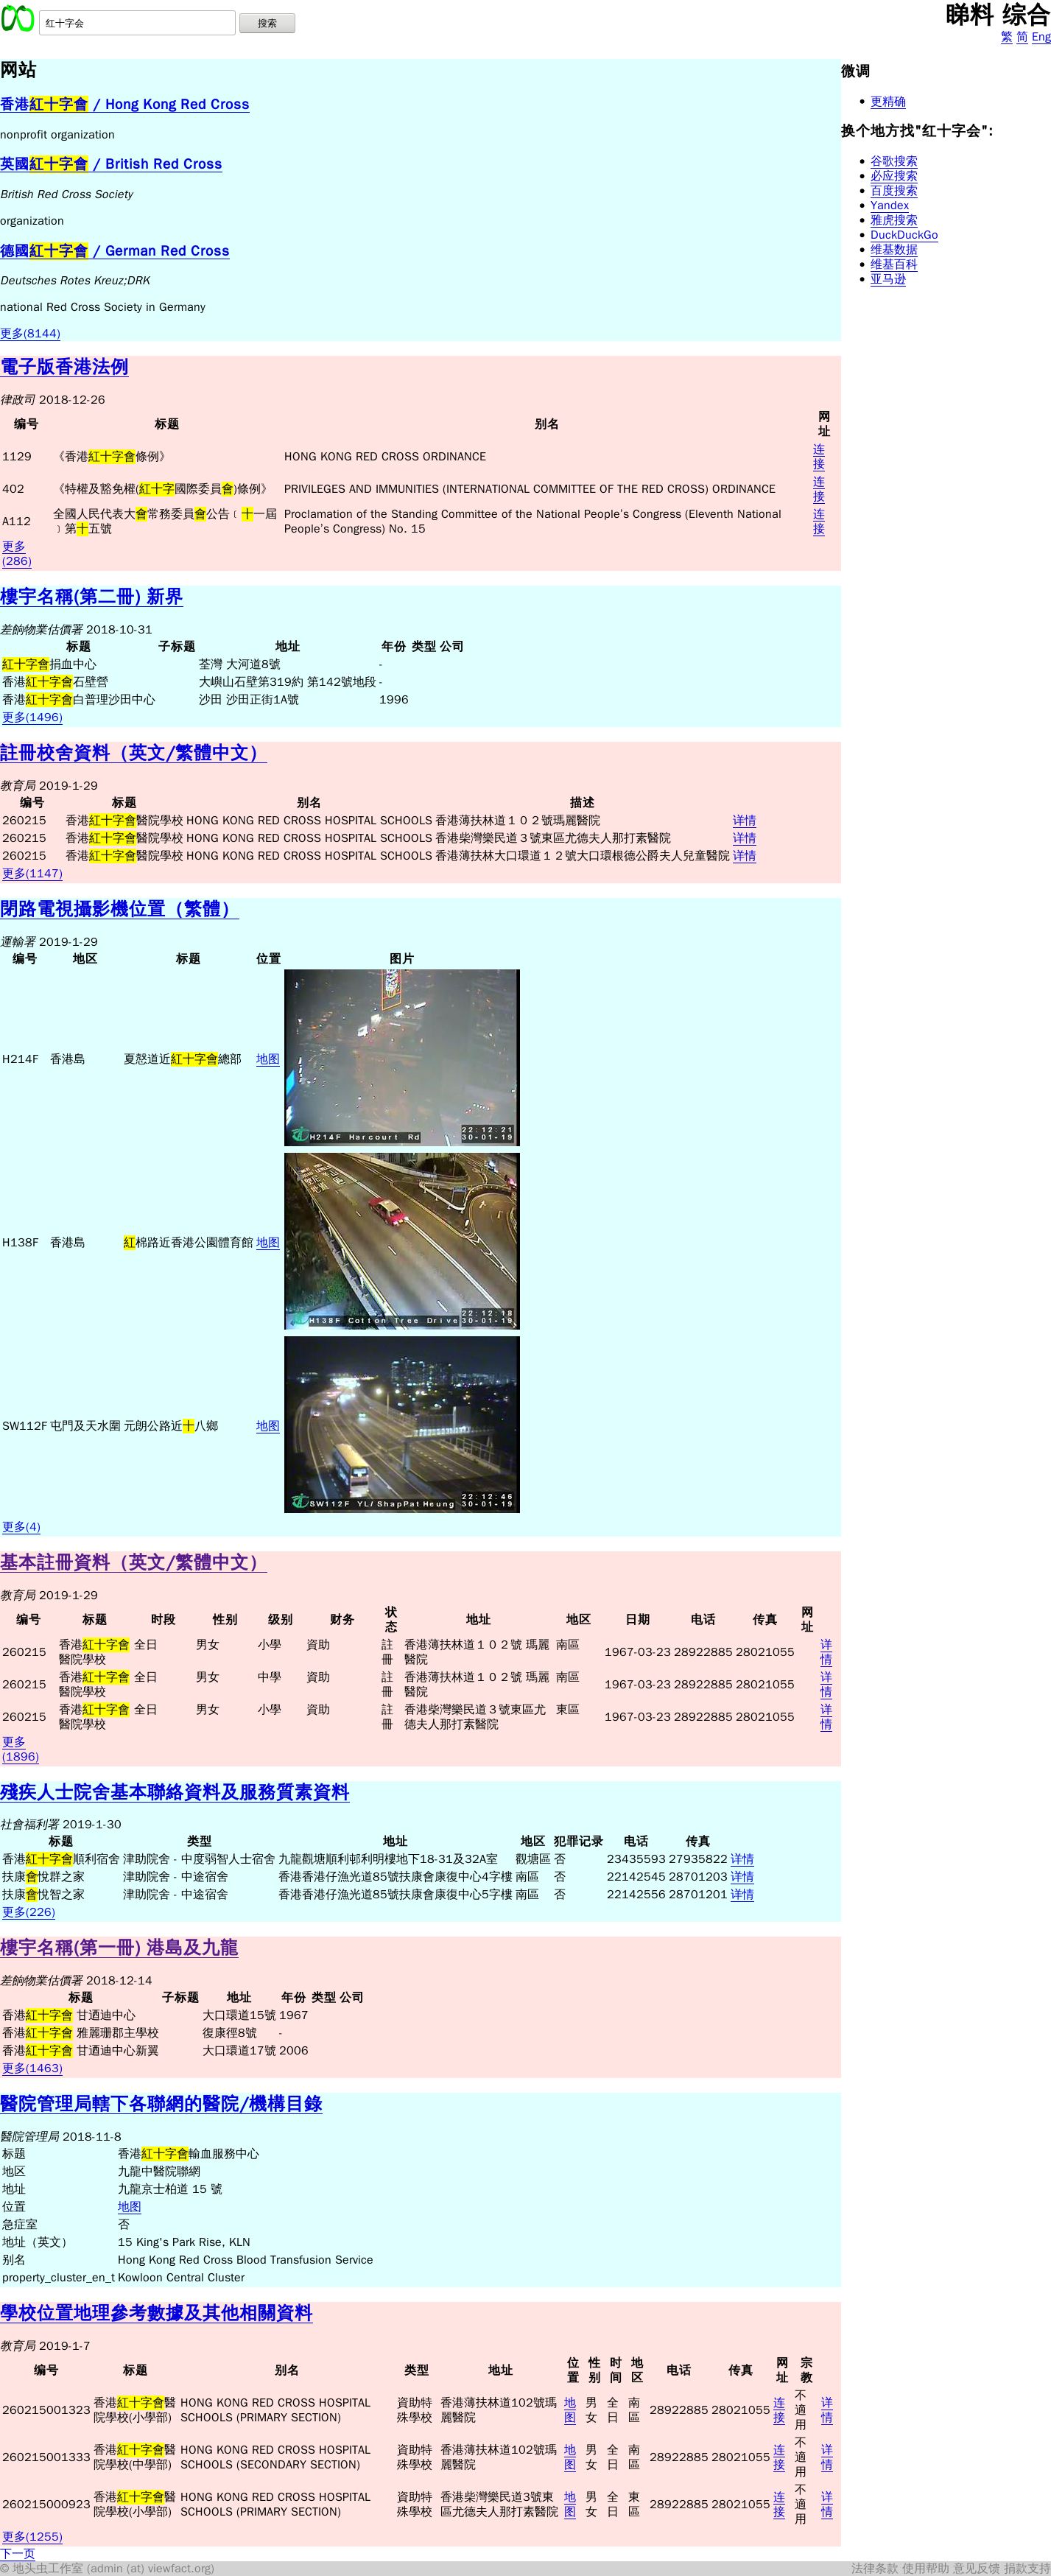 红十字会 搜索
睇料 综合
繁 简 Eng
网站
香港紅十字會 / Hong Kong Red Cross
nonprofit organization
英國紅十字會 / British Red Cross
British Red Cross Society
organization
德國紅十字會 / German Red Cross
Deutsches Rotes Kreuz;DRK
national Red Cross Society in Germany
更多(8144)
微调
更精确
换个地方找"红十字会":
谷歌搜索
必应搜索
百度搜索
Yandex
雅虎搜索
DuckDuckGo
维基数据
维基百科
亚马逊
電子版香港法例
律政司 2018-12-26
编号 标题 别名 网址
1129 《香港紅十字會條例》 HONG KONG RED CROSS ORDINANCE 连接
402 《特權及豁免權(紅十字國際委員會)條例》 PRIVILEGES AND IMMUNITIES (INTERNATIONAL COMMITTEE OF THE RED CROSS) ORDINANCE 连接
A112 全國人民代表大會常務委員會公告﹝十一屆﹞第十五號 Proclamation of the Standing Committee of the National People's Congress (Eleventh National People's Congress) No. 15 连接
更多(286)
樓宇名稱(第二冊) 新界
差餉物業估價署 2018-10-31
标题 子标题 地址 年份 类型 公司
紅十字會捐血中心 荃灣 大河道8號 -
香港紅十字會石壁營 大嶼山石壁第319約 第142號地段 -
香港紅十字會白普理沙田中心 沙田 沙田正街1A號 1996
更多(1496)
註冊校舍資料（英文/繁體中文）
教育局 2019-1-29
编号 标题 别名 描述
260215 香港紅十字會醫院學校 HONG KONG RED CROSS HOSPITAL SCHOOLS 香港薄扶林道１０２號瑪麗醫院 详情
260215 香港紅十字會醫院學校 HONG KONG RED CROSS HOSPITAL SCHOOLS 香港柴灣樂民道３號東區尤德夫人那打素醫院 详情
260215 香港紅十字會醫院學校 HONG KONG RED CROSS HOSPITAL SCHOOLS 香港薄扶林大口環道１２號大口環根德公爵夫人兒童醫院 详情
更多(1147)
閉路電視攝影機位置（繁體）
運輸署 2019-1-29
编号 地区 标题 位置 图片
H214F 香港島 夏慤道近紅十字會總部 地图
H214F Harcourt Rd 22:12:21 30-01-19
H138F 香港島 紅棉路近香港公園體育館 地图
H138F Cotton Tree Drive 22:12:18 30-01-19
SW112F 屯門及天水圍 元朗公路近十八鄉 地图
SW112F YL/ShapPatHeung 22:12:46 30-01-19
更多(4)
基本註冊資料（英文/繁體中文）
教育局 2019-1-29
编号 标题 时段 性别 级别 财务 状态 地址 地区 日期 电话 传真 网址
260215 香港紅十字會醫院學校 全日 男女 小學 資助 註冊 香港薄扶林道１０２號 瑪麗醫院 南區 1967-03-23 28922885 28021055 详情
260215 香港紅十字會醫院學校 全日 男女 中學 資助 註冊 香港薄扶林道１０２號 瑪麗醫院 南區 1967-03-23 28922885 28021055 详情
260215 香港紅十字會醫院學校 全日 男女 小學 資助 註冊 香港柴灣樂民道３號東區尤德夫人那打素醫院 東區 1967-03-23 28922885 28021055 详情
更多(1896)
殘疾人士院舍基本聯絡資料及服務質素資料
社會福利署 2019-1-30
标题 类型 地址 地区 犯罪记录 电话 传真
香港紅十字會順利宿舍 津助院舍 - 中度弱智人士宿舍 九龍觀塘順利邨利明樓地下18-31及32A室 觀塘區 否 23435593 27935822 详情
扶康會悅群之家 津助院舍 - 中途宿舍 香港香港仔漁光道85號扶康會康復中心4字樓 南區 否 22142545 28701203 详情
扶康會悅智之家 津助院舍 - 中途宿舍 香港香港仔漁光道85號扶康會康復中心5字樓 南區 否 22142556 28701201 详情
更多(226)
樓宇名稱(第一冊) 港島及九龍
差餉物業估價署 2018-12-14
标题 子标题 地址 年份 类型 公司
香港紅十字會 甘迺迪中心 大口環道15號 1967
香港紅十字會 雅麗珊郡主學校 復康徑8號 -
香港紅十字會 甘迺迪中心新翼 大口環道17號 2006
更多(1463)
醫院管理局轄下各聯網的醫院/機構目錄
醫院管理局 2018-11-8
标题 香港紅十字會輸血服務中心
地区 九龍中醫院聯網
地址 九龍京士柏道 15 號
位置 地图
急症室 否
地址（英文） 15 King's Park Rise, KLN
别名 Hong Kong Red Cross Blood Transfusion Service
property_cluster_en_t Kowloon Central Cluster
學校位置地理參考數據及其他相關資料
教育局 2019-1-7
编号 标题 别名 类型 地址 位置 性别 时间 地区 电话 传真 网址 宗教
260215001323 香港紅十字會醫院學校(小學部) HONG KONG RED CROSS HOSPITAL SCHOOLS (PRIMARY SECTION) 資助特殊學校 香港薄扶林道102號瑪麗醫院 地图 男女 全日 南區 28922885 28021055 连接 不適用 详情
260215001333 香港紅十字會醫院學校(中學部) HONG KONG RED CROSS HOSPITAL SCHOOLS (SECONDARY SECTION) 資助特殊學校 香港薄扶林道102號瑪麗醫院 地图 男女 全日 南區 28922885 28021055 连接 不適用 详情
260215000923 香港紅十字會醫院學校(小學部) HONG KONG RED CROSS HOSPITAL SCHOOLS (PRIMARY SECTION) 資助特殊學校 香港柴灣樂民道3號東區尤德夫人那打素醫院 地图 男女 全日 東區 28922885 28021055 连接 不適用 详情
更多(1255)
下一页
© 地头虫工作室 (admin (at) viewfact.org) 法律条款 使用帮助 意见反馈 捐款支持